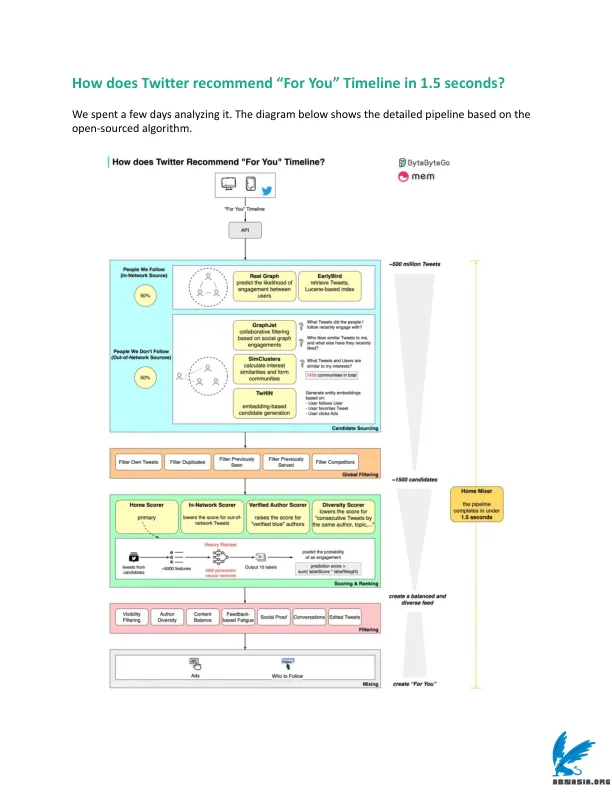 How does Twitter recommend “For You” Timeline in 1.5 seconds?
We spent a few days analyzing it. The diagram below shows the detailed pipeline based on the
open-sourced algorithm.
How does Twitter Recommend "For You" Timeline?
ByteByteGo
mem
"For You" Timeline
API
~500 million Tweets
People We Follow
(In-Network Source)
50%
Real Graph
predict the likelihood of
engagement between
users
EarlyBird
retrieve Tweets,
Lucene-based index
People We Don't Follow
(Out-of-Network Sources)
50%
GraphJet
collaborative filtering
based on social graph
engagements
What Tweets did the people I
follow recently engage with?
Who likes similar Tweets to me,
and what else have they recently
liked?
SimClusters
calculate interest
similarities and form
communities
What Tweets and Users are
similar to my interests?
145k communities in total
TwHIN
embedding-based
candidate generation
Generate entity embeddings
based on:
- User follows User
- User favorites Tweet
- User clicks Ads
Candidate Sourcing
Filter Own Tweets
Filter Duplicates
Filter Previously
Seen
Filter Previously
Served
Filter Competitors
Global Filtering
~1500 candidates
Home Mixer
the pipeline
completes in under
1.5 seconds
Home Scorer
primary
In-Network Scorer
lowers the score for out-of-
network Tweets
Verified Author Scorer
raises the score for
"verified blue" authors
Diversity Scorer
lowers the score for
"consecutive Tweets by
the same author, topic,..."
Heavy Ranker
tweets from
candidates
~6000 features
48M parameter
neuro network
Output 10 labels
predict the probability
of an engagement
prediction score =
sum( labelScore * labelWeight)
Scoring & Ranking
create a balanced and
diverse feed
Visibility
Filtering
Author
Diversity
Content
Balance
Feedback-
based Fatigue
Social Proof
Conversations
Edited Tweets
Filtering
Ads
Who to Follow
Mixing
create "For You"
ABNASIA.ORG